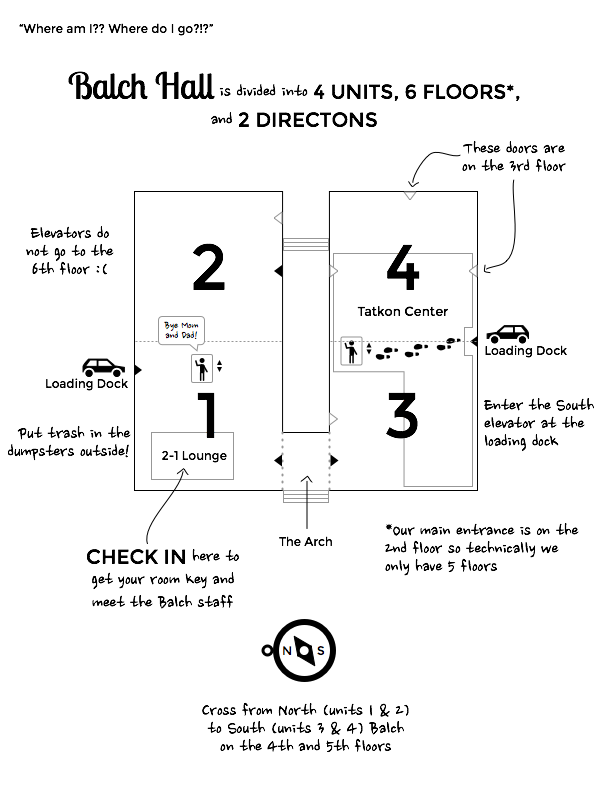 “Where am I?? Where do I go?!?”
Balch Hall is divided into 4 UNITS, 6 FLOORS*,
and 2 DIRECTONS
These doors are
on the 3rd floor
Elevators do
not go to the
6th floor :(
2
4
Tatkon Center
Bye Mom
and Dad!
Loading Dock
Loading Dock
1
3
Put trash in the
dumpsters outside!
2-1 Lounge
Enter the South
elevator at the
loading dock
The Arch
CHECK IN here to
get your room key and
meet the Balch staff
*Our main entrance is on the
2nd floor so technically we
only have 5 floors
N S
Cross from North (units 1 & 2)
to South (units 3 & 4) Balch
on the 4th and 5th floors